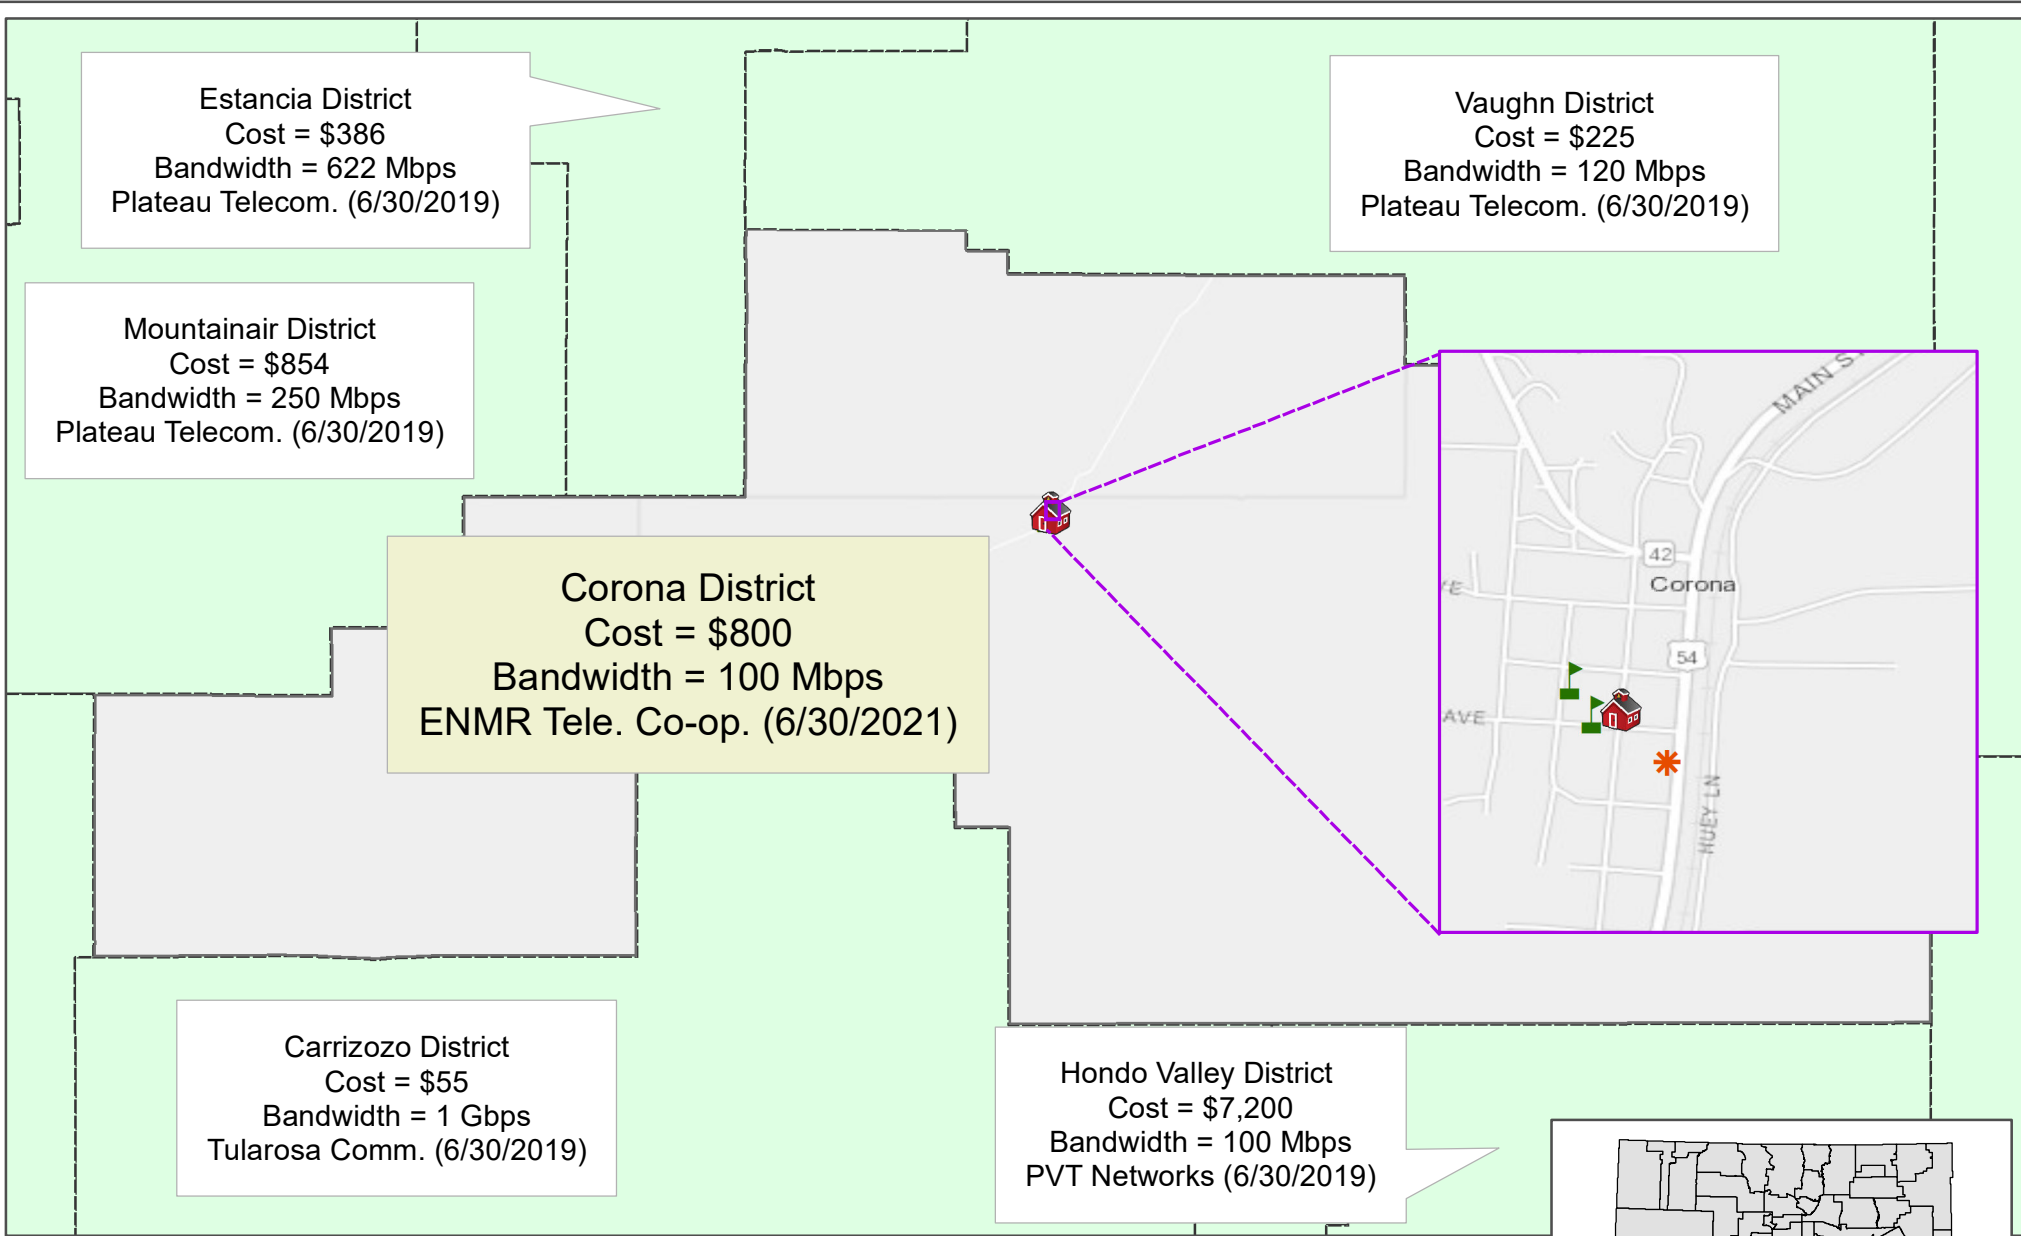 Estancia District
Cost = $386
Bandwidth = 622 Mbps
Plateau Telecom. (6/30/2019)
Vaughn District
Cost = $225
Bandwidth = 120 Mbps
Plateau Telecom. (6/30/2019)
Mountainair District
Cost = $854
Bandwidth = 250 Mbps
Plateau Telecom. (6/30/2019)
MAIN S
42
Corona
54
AVE
HUEY LN
Corona District
Cost = $800
Bandwidth = 100 Mbps
ENMR Tele. Co-op. (6/30/2021)
Carrizozo District
Cost = $55
Bandwidth = 1 Gbps
Tularosa Comm. (6/30/2019)
Hondo Valley District
Cost = $7,200
Bandwidth = 100 Mbps
PVT Networks (6/30/2019)